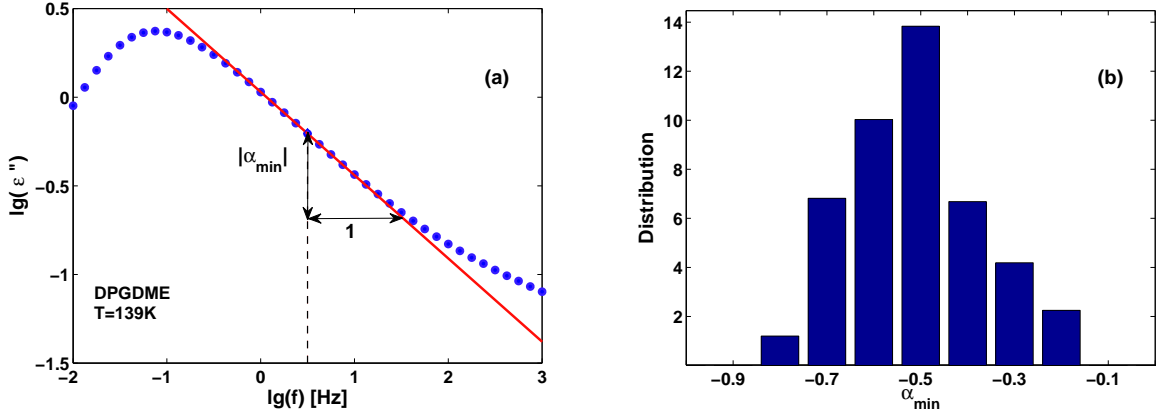 0.5
(a)
0
|α_min|
lg( ε")
−0.5
1
−1
DPGDME
T=139K
−1.5
−2 −1 0 1 2 3
lg(f) [Hz]
14
(b)
12
10
Distribution
8
6
4
2
−0.9 −0.7 −0.5 −0.3 −0.1
α_min